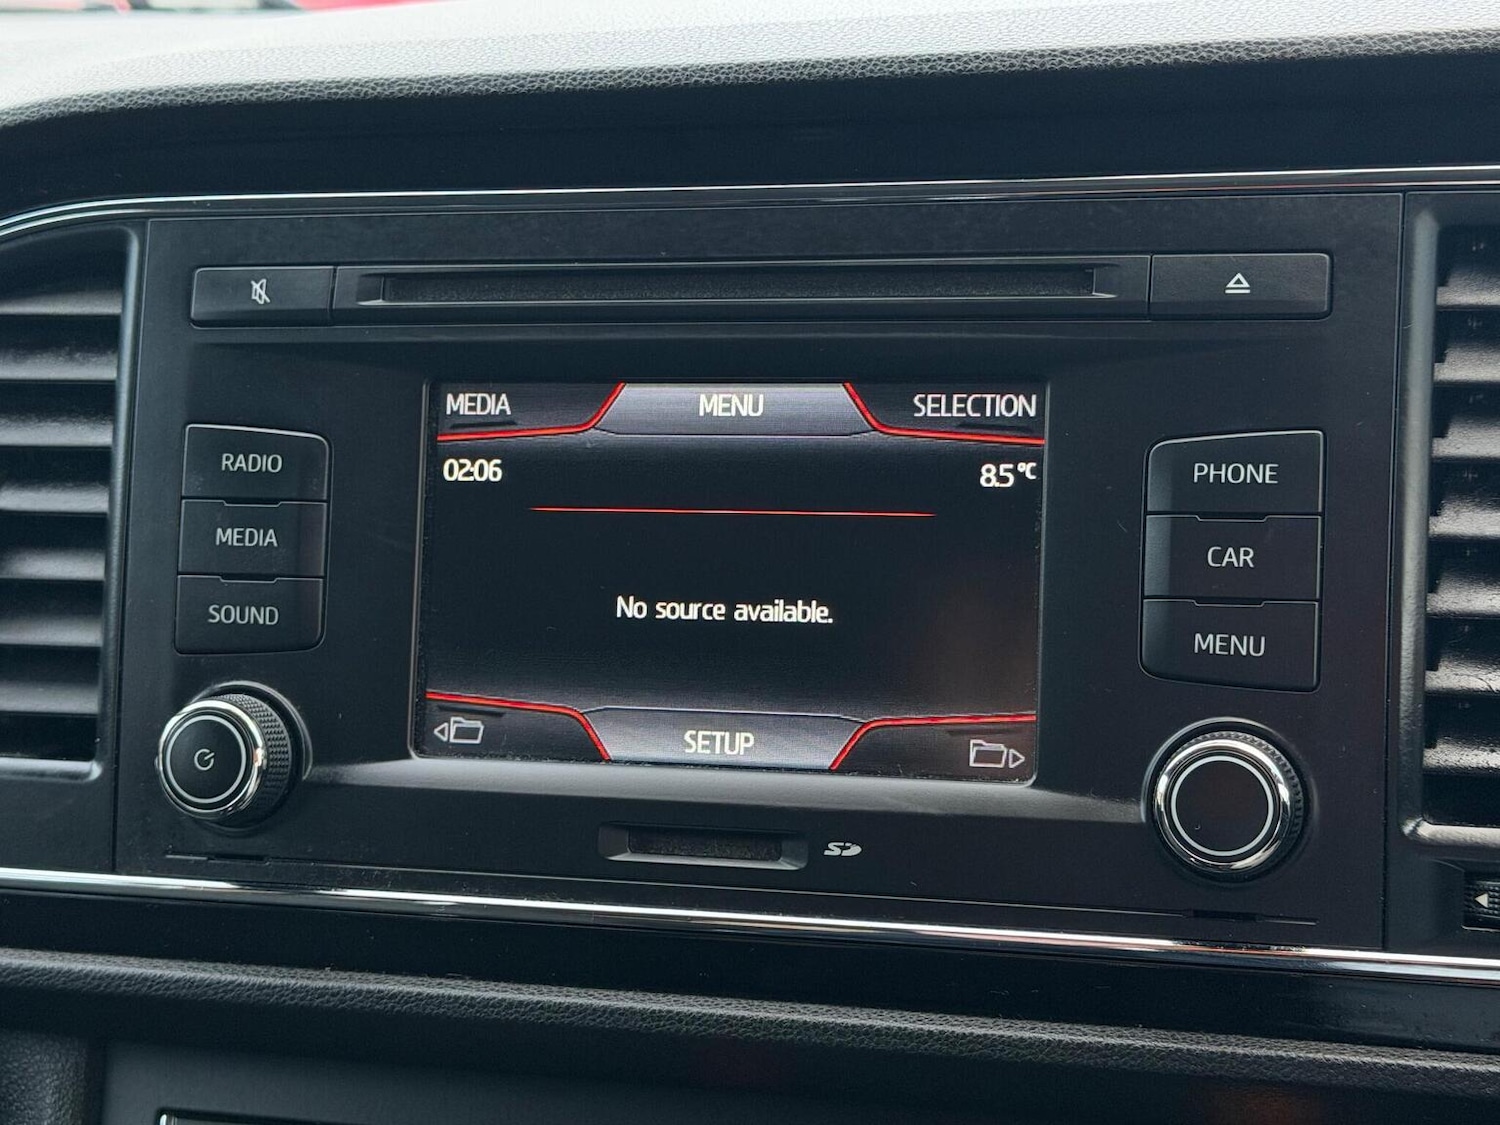 MEDIA MENU SELECTION
02:06 8.5°C
RADIO
MEDIA
SOUND
No source available.
SETUP
PHONE
CAR
MENU
SD